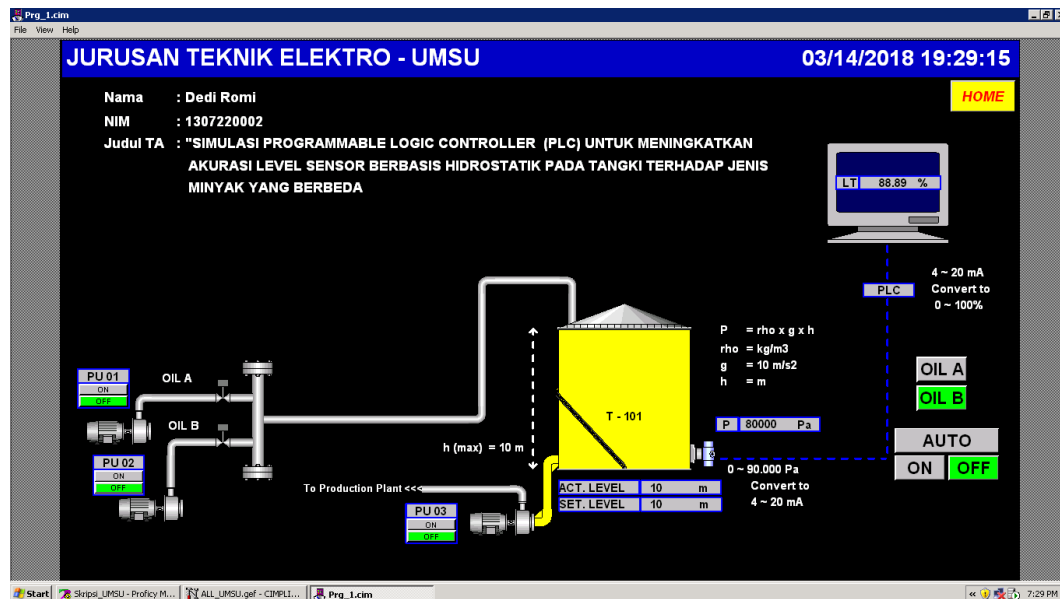 Prg_1.cim
File View Help
JURUSAN TEKNIK ELEKTRO - UMSU 03/14/2018 19:29:15
HOME
Nama : Dedi Romi
NIM : 1307220002
Judul TA : "SIMULASI PROGRAMMABLE LOGIC CONTROLLER (PLC) UNTUK MENINGKATKAN
AKURASI LEVEL SENSOR BERBASIS HIDROSTATIK PADA TANGKI TERHADAP JENIS
MINYAK YANG BERBEDA
LT 88.89 %
4 ~ 20 mA
PLC Convert to
0 ~ 100%
P = rho x g x h
rho = kg/m3
g = 10 m/s2
h = m
PU 01
ON
OFF
OIL A
OIL B
PU 02
ON
OFF
T - 101
h (max) = 10 m
P 80000 Pa
0 ~ 90.000 Pa
Convert to
4 ~ 20 mA
OIL A
OIL B
AUTO
ON OFF
To Production Plant <<<
ACT. LEVEL 10 m
SET. LEVEL 10 m
PU 03
ON
OFF
Start Skripsi_UMSU - Proficy M... ALL_UMSU.gef - CIMPLI... Prg_1.cim « 7:29 PM